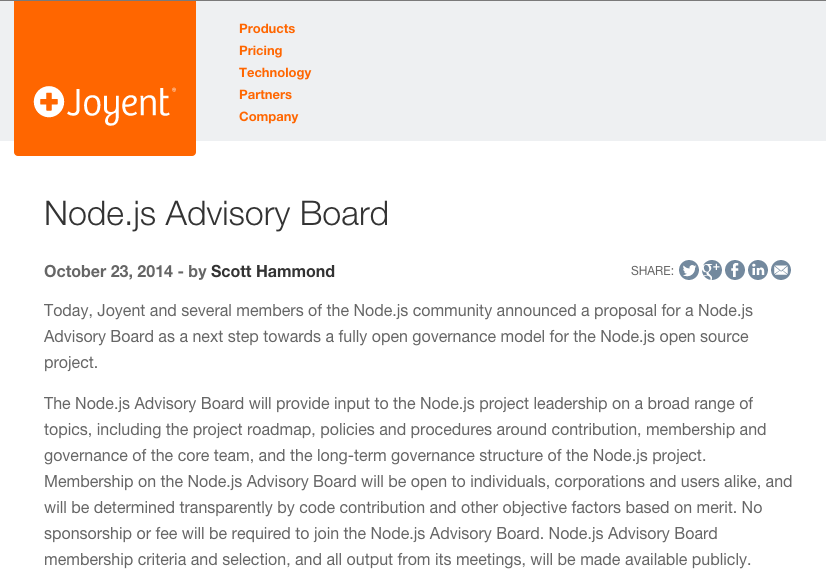 Joyent
Products
Pricing
Technology
Partners
Company
Node.js Advisory Board
October 23, 2014 - by Scott Hammond
SHARE:
Today, Joyent and several members of the Node.js community announced a proposal for a Node.js
Advisory Board as a next step towards a fully open governance model for the Node.js open source
project.
The Node.js Advisory Board will provide input to the Node.js project leadership on a broad range of
topics, including the project roadmap, policies and procedures around contribution, membership and
governance of the core team, and the long-term governance structure of the Node.js project.
Membership on the Node.js Advisory Board will be open to individuals, corporations and users alike, and
will be determined transparently by code contribution and other objective factors based on merit. No
sponsorship or fee will be required to join the Node.js Advisory Board. Node.js Advisory Board
membership criteria and selection, and all output from its meetings, will be made available publicly.